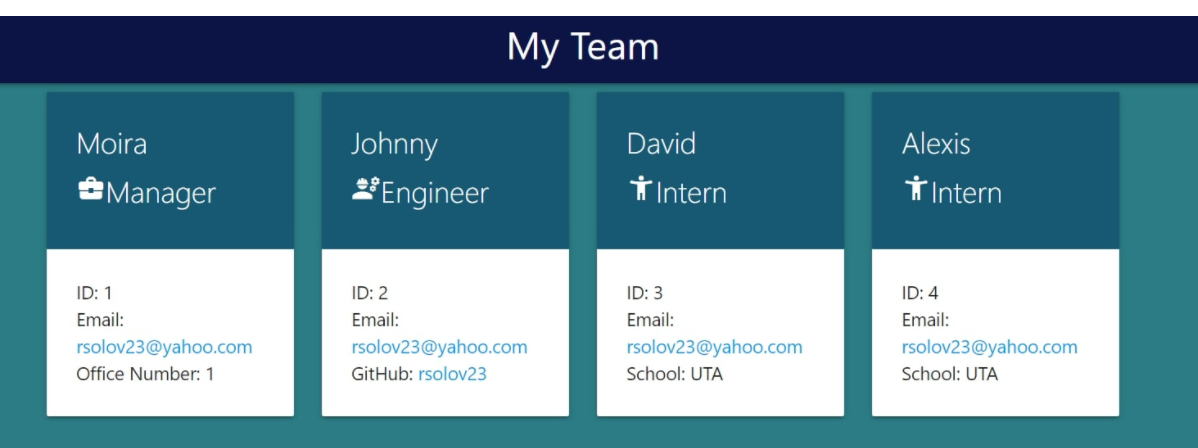 My Team
Moira
Manager
ID: 1
Email:
rsolov23@yahoo.com
Office Number: 1
Johnny
Engineer
ID: 2
Email:
rsolov23@yahoo.com
GitHub: rsolov23
David
Intern
ID: 3
Email:
rsolov23@yahoo.com
School: UTA
Alexis
Intern
ID: 4
Email:
rsolov23@yahoo.com
School: UTA